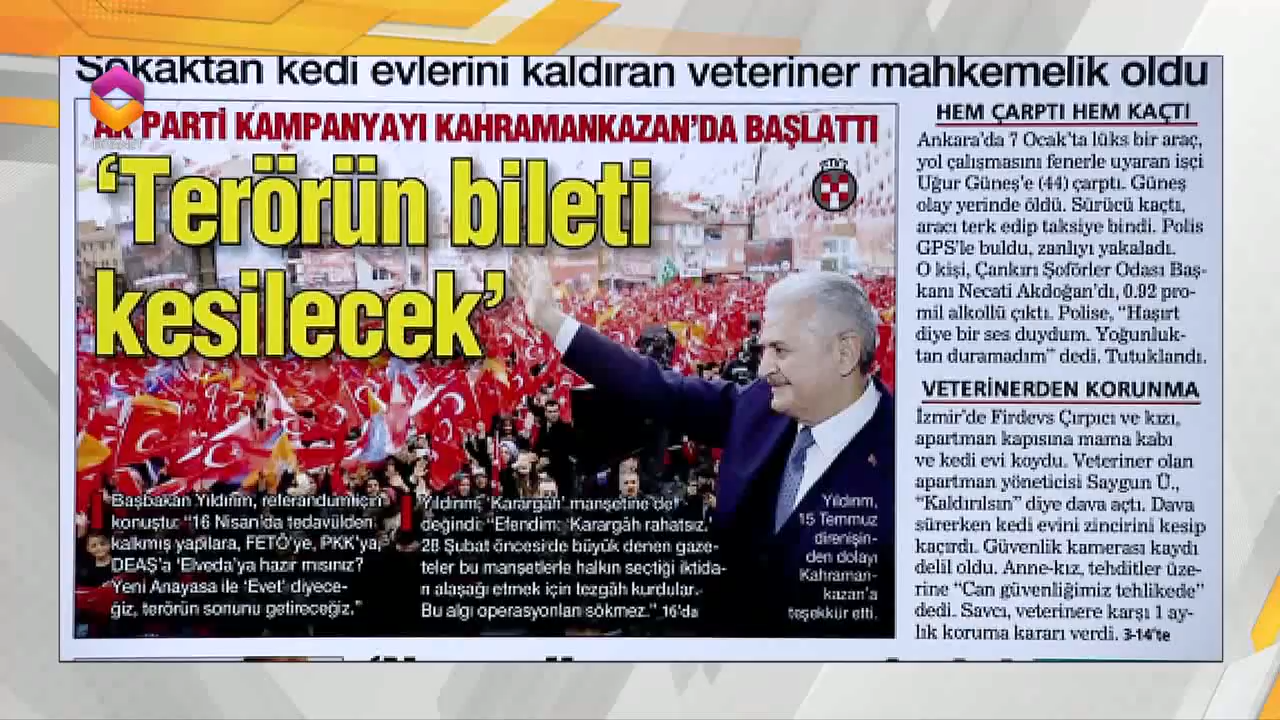 Sokaktan kedi evlerini kaldıran veteriner mahkemelik oldu
AK PARTİ KAMPANYAYI KAHRAMANKAZAN'DA BAŞLATTI
'Terörün bileti
kesilecek'
Başbakan Yıldırım, referandum için
konuştu: "16 Nisan'da tedavülden
kalkmış yapılara, FETÖ'ye, PKK'ya,
DEAŞ'a 'Elveda'ya hazır mısınız?
Yeni Anayasa ile 'Evet' diyece-
ğiz, terörün sonunu getireceğiz."
Yıldırım, 'Karargâh' manşetine de
değindi: "Efendim; 'Karargâh rahatsız.'
28 Şubat öncesi'de büyük denen gaze-
teler bu manşetlerle halkın seçtiği iktida-
rı alaşağı etmek için tezgâh kurdular.
Bu algı operasyonları sökmez." 16'da
Yıldırım,
15 Temmuz
direnişin-
den dolayı
Kahraman-
kazan'a
teşekkür etti.
HEM ÇARPTI HEM KAÇTI
Ankara'da 7 Ocak'ta lüks bir araç,
yol çalışmasını fenerle uyaran işçi
Uğur Güneş'e (44) çarptı. Güneş
olay yerinde öldü. Sürücü kaçtı,
aracı terk edip taksiye bindi. Polis
GPS'le buldu, zanlıyı yakaladı.
O kişi, Çankırı Şoförler Odası Baş-
kanı Necati Akdoğan'dı, 0.92 pro-
mil alkollü çıktı. Polise, "Haşırt
diye bir ses duydum. Yoğunluk-
tan duramadım" dedi. Tutuklandı.
VETERİNERDEN KORUNMA
İzmir'de Firdevs Çırpıcı ve kızı,
apartman kapısına mama kabı
ve kedi evi koydu. Veteriner olan
apartman yöneticisi Saygun Ü.,
"Kaldırılsın" diye dava açtı. Dava
sürerken kedi evini zincirini kesip
kaçırdı. Güvenlik kamerası kaydı
delil oldu. Anne-kız, tehditler üze-
rine "Can güvenliğimiz tehlikede"
dedi. Savcı, veterinere karşı 1 ay-
lık koruma kararı verdi. 3-14'te